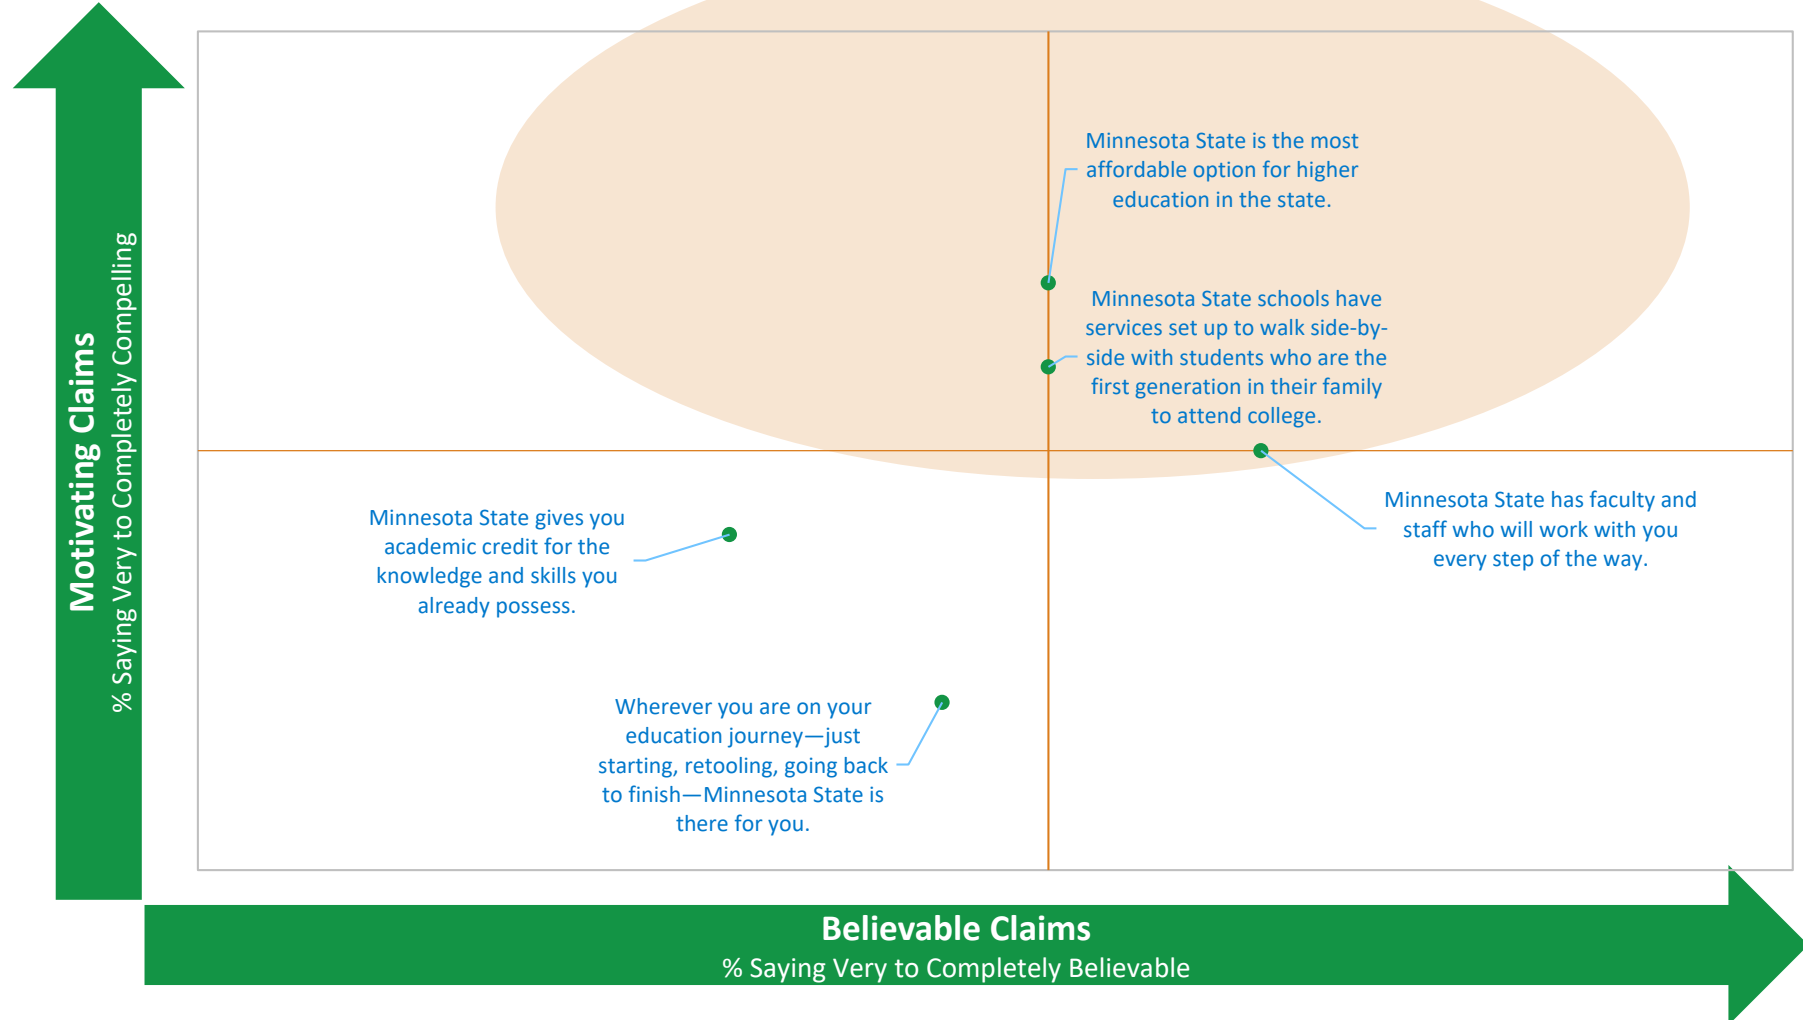 Motivating Claims
% Saying Very to Completely Compelling
Minnesota State is the most
affordable option for higher
education in the state.
Minnesota State schools have
services set up to walk side-by-
side with students who are the
first generation in their family
to attend college.
Minnesota State has faculty and
staff who will work with you
every step of the way.
Minnesota State gives you
academic credit for the
knowledge and skills you
already possess.
Wherever you are on your
education journey—just
starting, retooling, going back
to finish—Minnesota State is
there for you.
Believable Claims
% Saying Very to Completely Believable